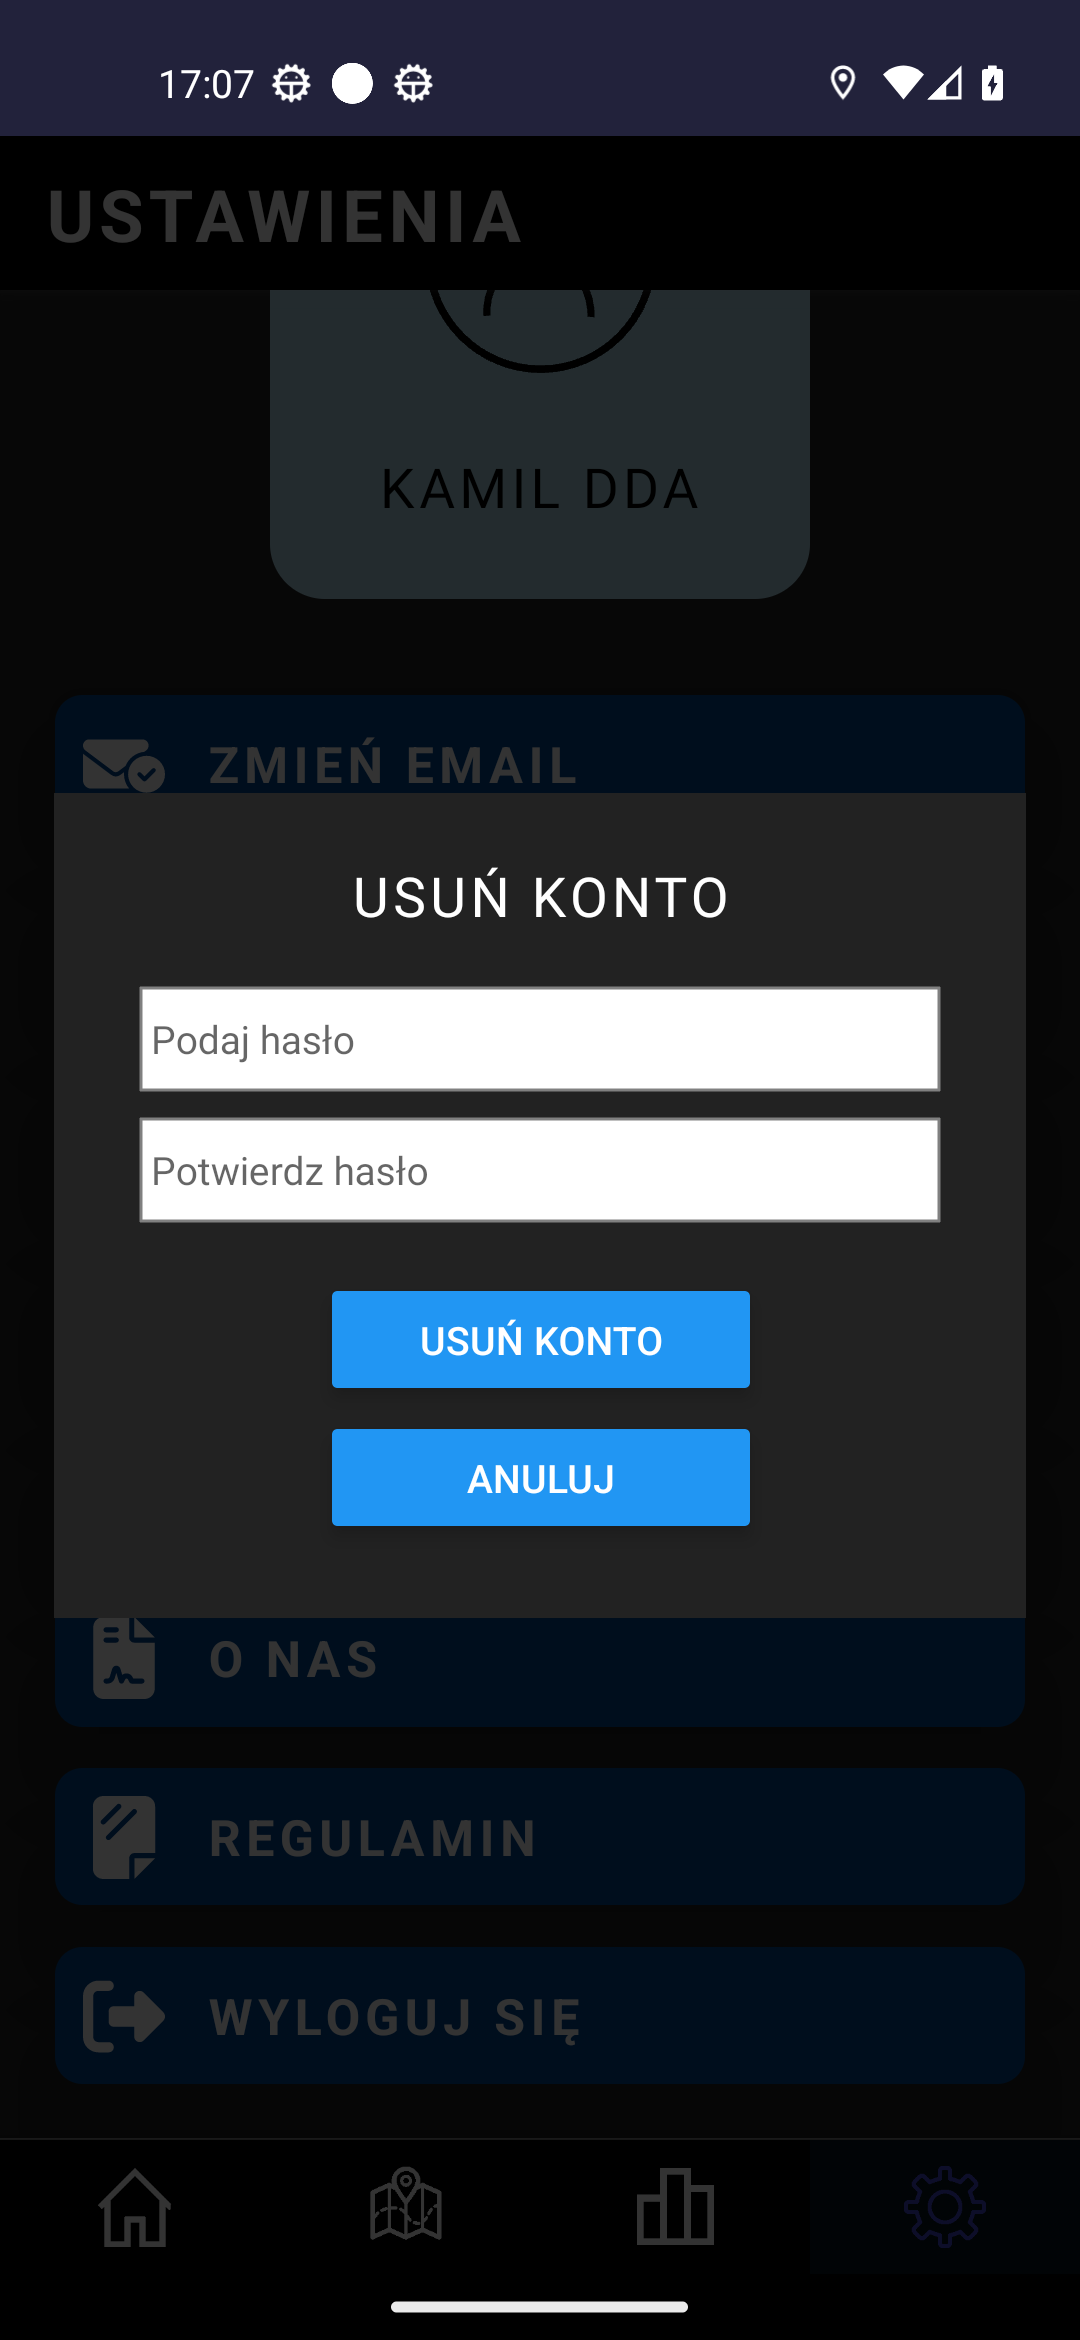 17:07
USTAWIENIA
KAMIL DDA
ZMIEŃ EMAIL
USUŃ KONTO
Podaj hasło
Potwierdz hasło
USUŃ KONTO
ANULUJ
O NAS
REGULAMIN
WYLOGUJ SIĘ